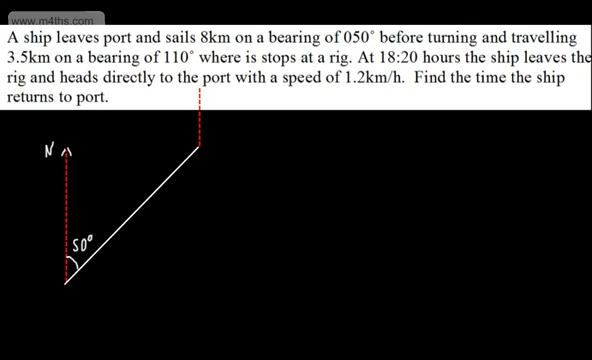 www.m4ths.com
A ship leaves port and sails 8km on a bearing of 050° before turning and travelling
3.5km on a bearing of 110° where is stops at a rig. At 18:20 hours the ship leaves the
rig and heads directly to the port with a speed of 1.2km/h. Find the time the ship
returns to port.
N
50°